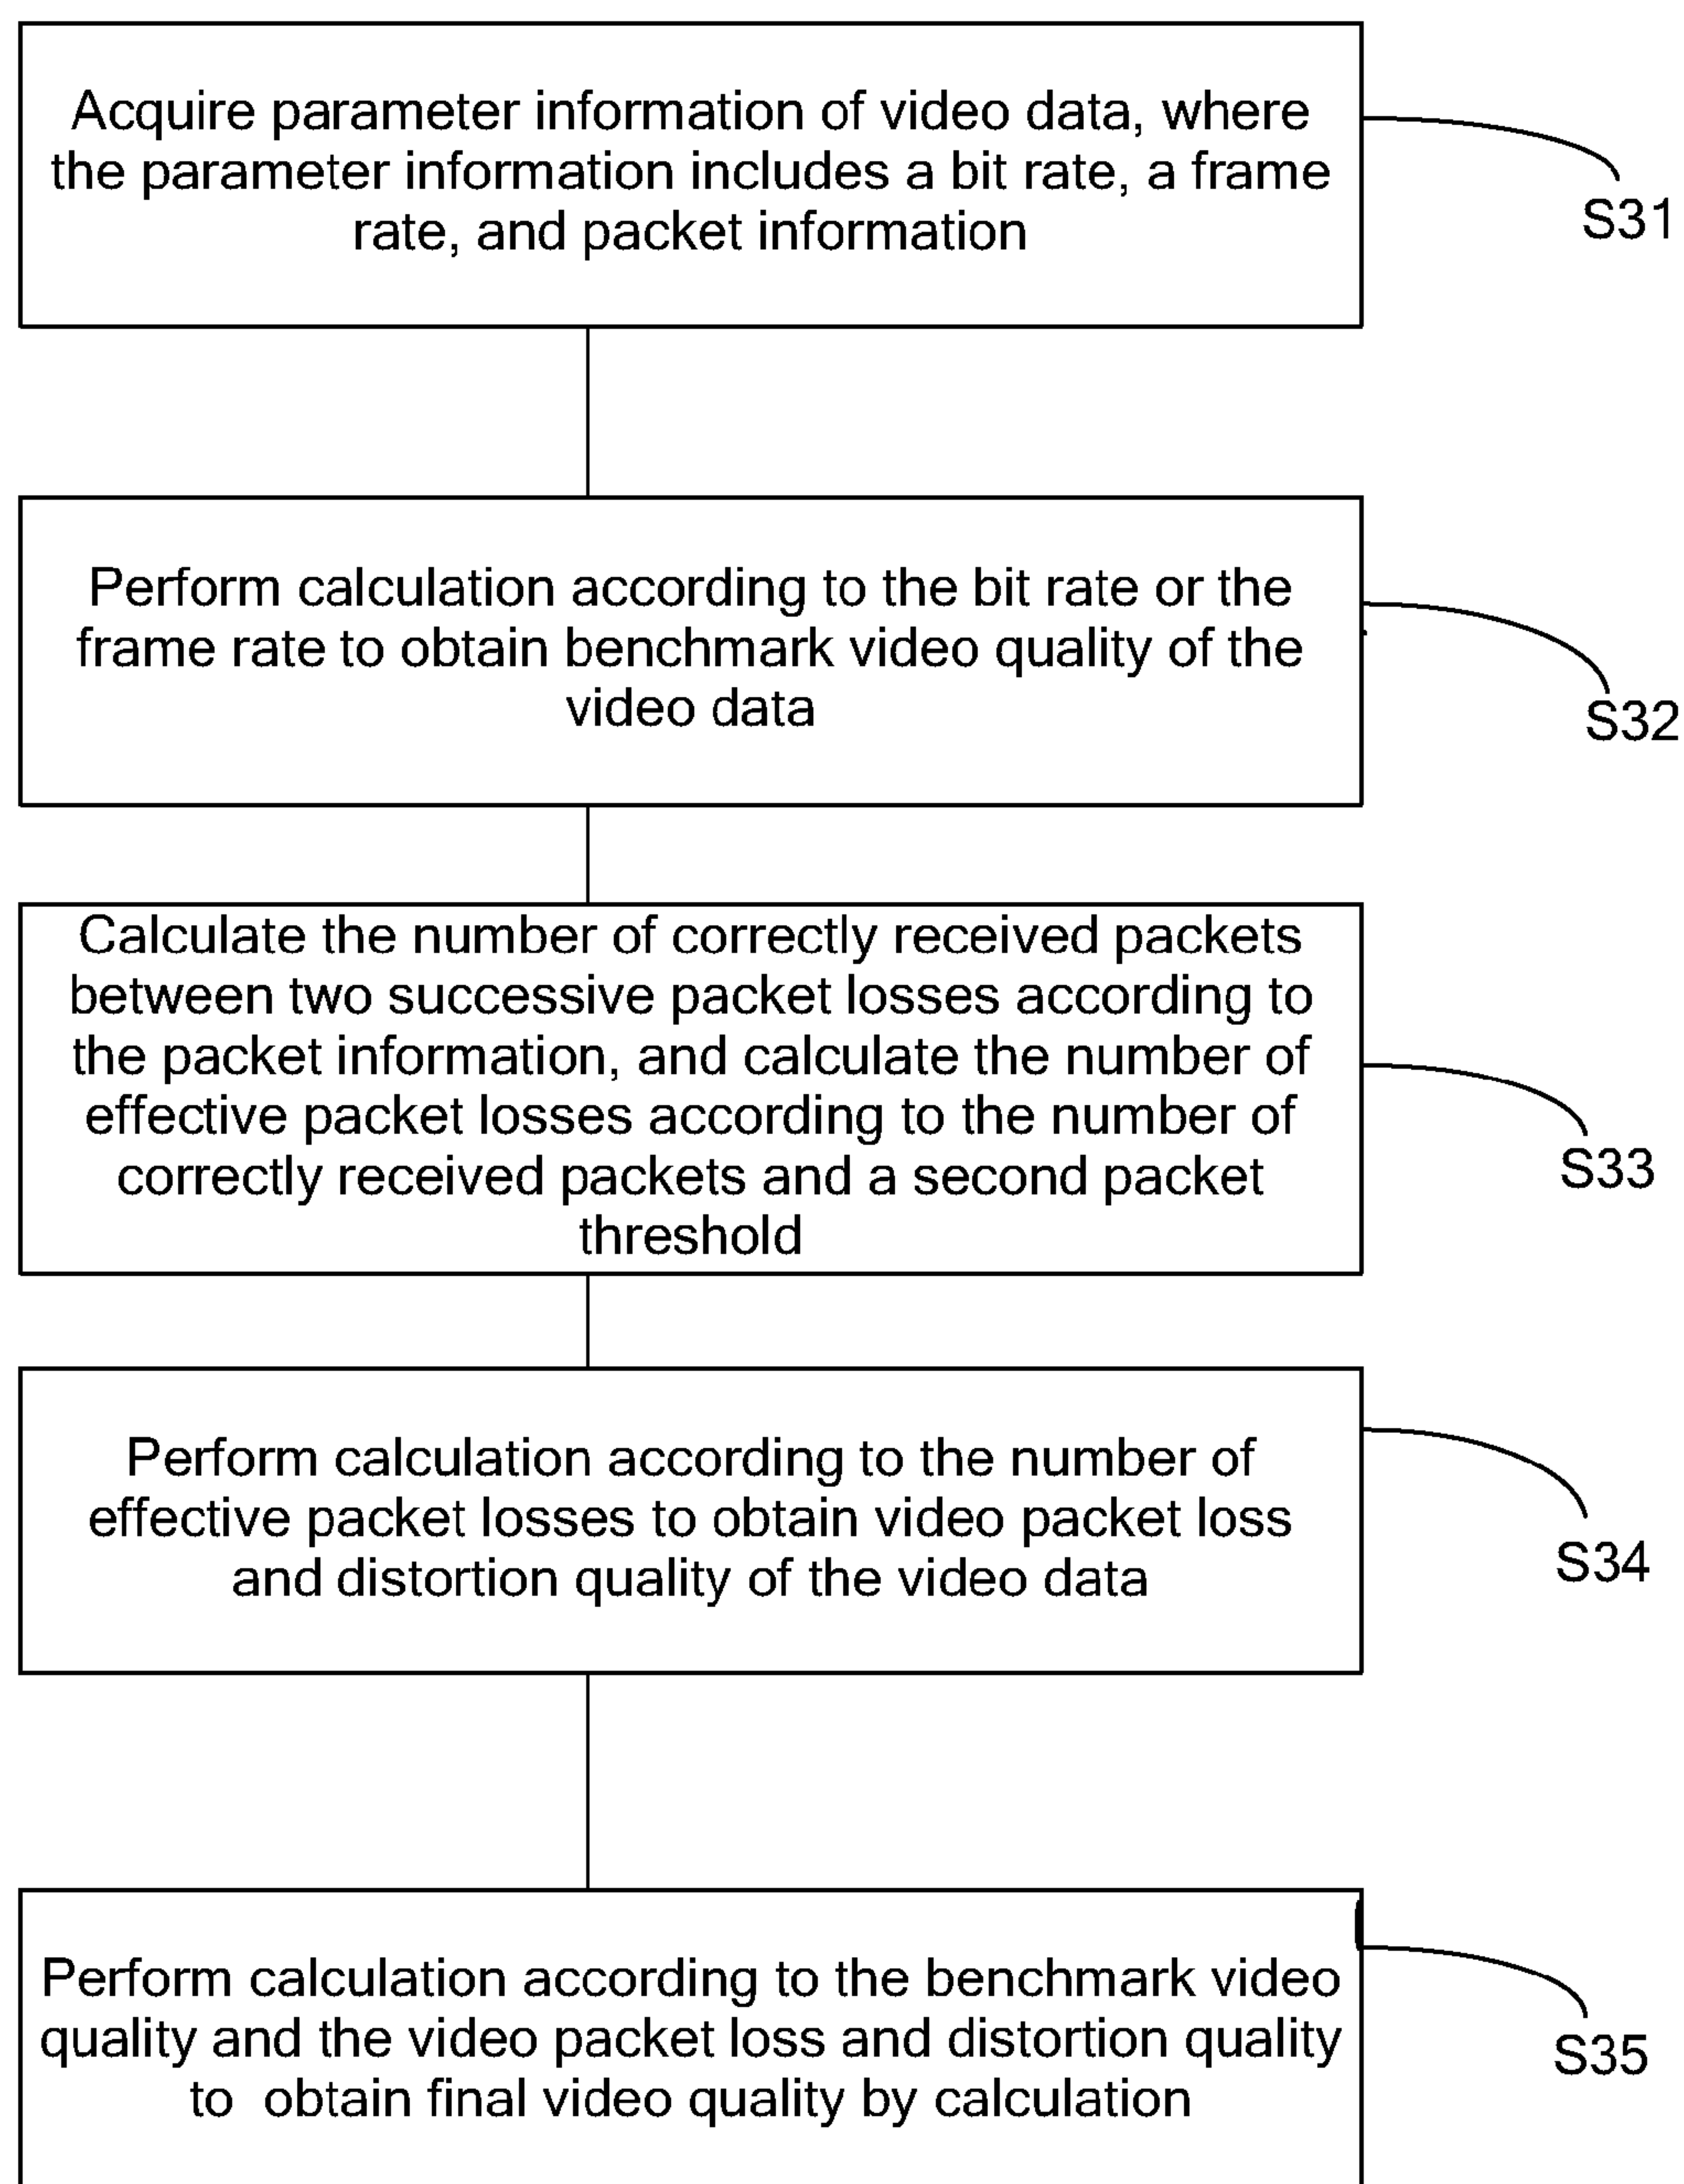 Acquire parameter information of video data, where
the parameter information includes a bit rate, a frame
rate, and packet information
S31
Perform calculation according to the bit rate or the
frame rate to obtain benchmark video quality of the
video data
S32
Calculate the number of correctly received packets
between two successive packet losses according to
the packet information, and calculate the number of
effective packet losses according to the number of
correctly received packets and a second packet
threshold
S33
Perform calculation according to the number of
effective packet losses to obtain video packet loss
and distortion quality of the video data
S34
Perform calculation according to the benchmark video
quality and the video packet loss and distortion quality
to  obtain final video quality by calculation
S35